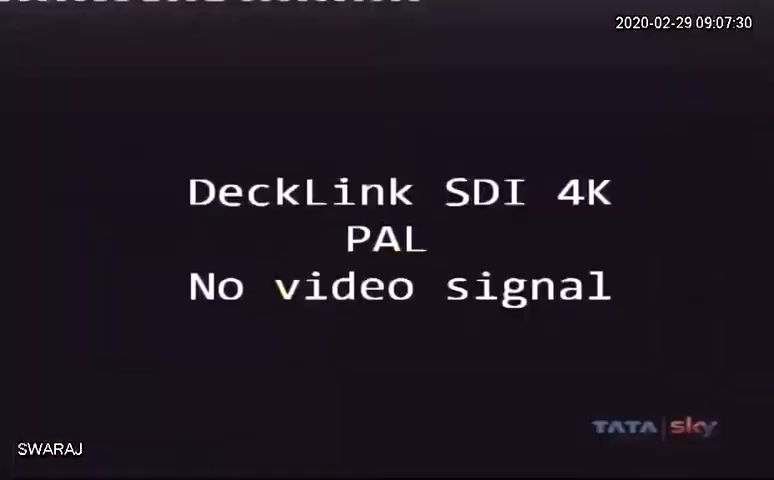 2020-02-29 09:07:30
DeckLink SDI 4K
PAL
No video signal
TATA sky
SWARAJ